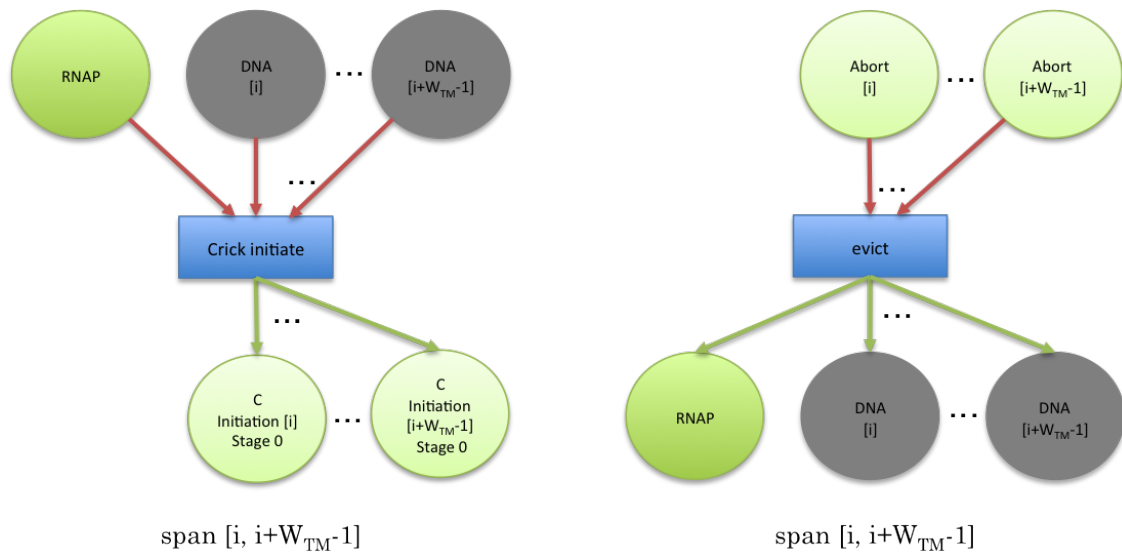 RNAP
DNA
[i]
...
DNA
[i+W_TM-1]
...
Crick initiate
...
C
Initiation [i]
Stage 0
...
C
Initiation
[i+W_TM-1]
Stage 0
span [i, i+W_TM-1]
Abort
[i]
...
Abort
[i+W_TM-1]
...
evict
...
RNAP
DNA
[i]
...
DNA
[i+W_TM-1]
span [i, i+W_TM-1]